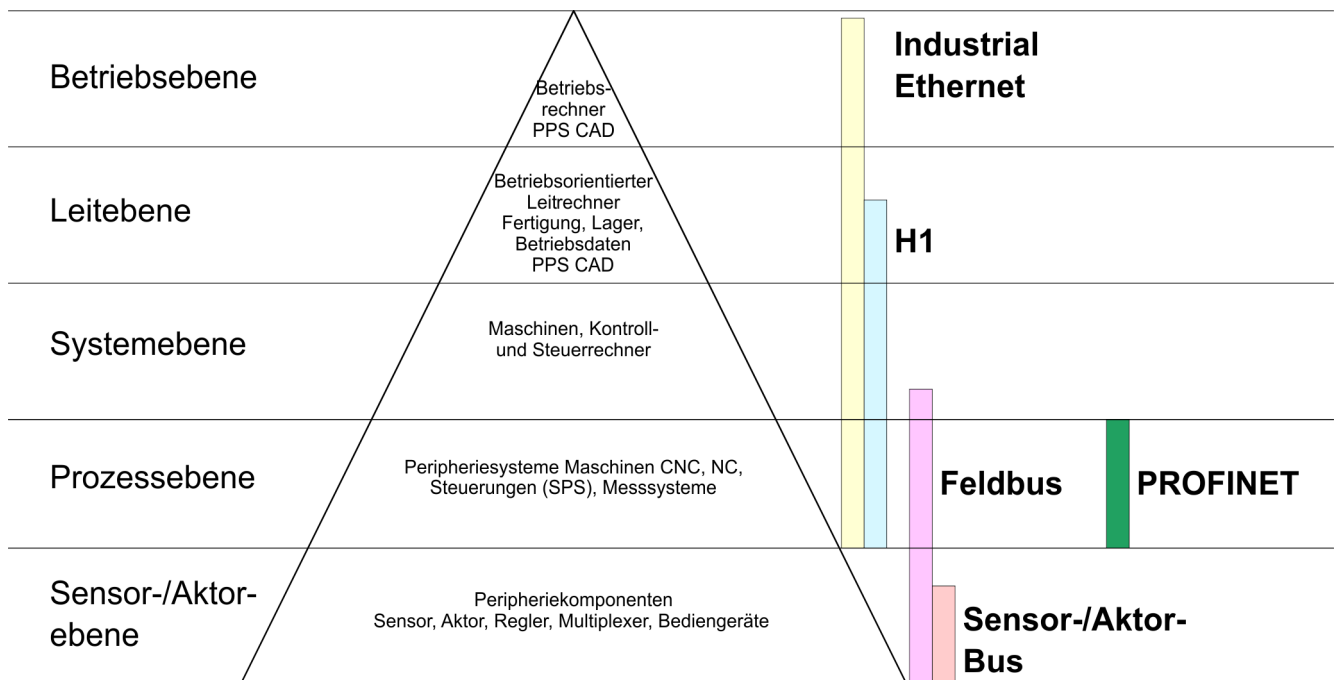 Betriebsebene
Betriebs-
rechner
PPS CAD
Industrial
Ethernet
Leitebene
Betriebsorientierter
Leitrechner
Fertigung, Lager,
Betriebsdaten
PPS CAD
H1
Systemebene
Maschinen, Kontroll-
und Steuerrechner
Prozessebene
Peripheriesysteme Maschinen CNC, NC,
Steuerungen (SPS), Messsysteme
Feldbus
PROFINET
Sensor-/Aktor-
ebene
Peripheriekomponenten
Sensor, Aktor, Regler, Multiplexer, Bediengeräte
Sensor-/Aktor-
Bus